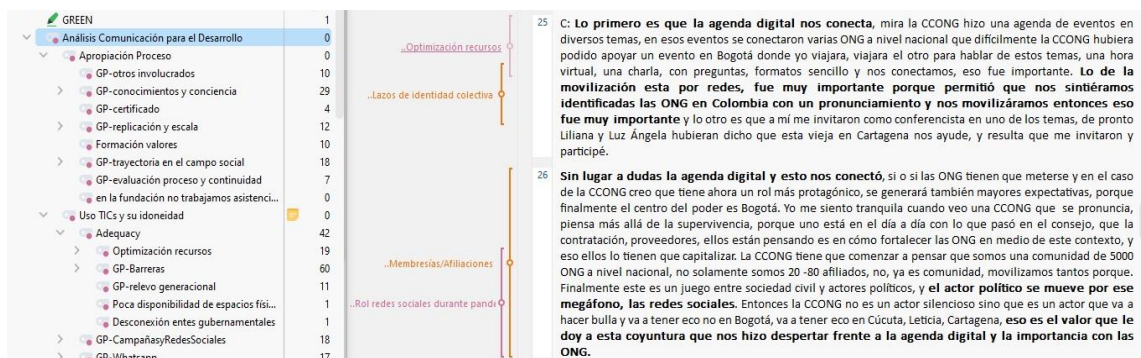 GREEN 1
Análisis Comunicación para el Desarrollo 0
Apropiación Proceso 0
GP-otros involucrados 10
GP-conocimientos y conciencia 29
GP-certificado 4
GP-replicación y escala 12
Formación valores 10
GP-trayectoria en el campo social 18
GP-evaluación proceso y continuidad 7
en la fundación no trabajamos asistenci... 0
Uso TICs y su idoneidad 0
Adequacy 42
Optimización recursos 19
GP-Barreras 60
GP-relevo generacional 11
Poca disponibilidad de espacios físi... 1
Desconexión entes gubernamentales 1
GP-CampañasyRedesSociales 18
GP-Whatsapp 17
..Optimización recursos
..Lazos de identidad colectiva
..Membresías/Afiliaciones
..Rol redes sociales durante pande
25 C: Lo primero es que la agenda digital nos conecta, mira la CCONG hizo una agenda de eventos en
diversos temas, en esos eventos se conectaron varias ONG a nivel nacional que difícilmente la CCONG hubiera
podido apoyar un evento en Bogotá donde yo viajara, viajara el otro para hablar de estos temas, una hora
virtual, una charla, con preguntas, formatos sencillo y nos conectamos, eso fue importante. Lo de la
movilización esta por redes, fue muy importante porque permitió que nos sintiéramos
identificadas las ONG en Colombia con un pronunciamiento y nos movilizáramos entonces eso
fue muy importante y lo otro es que a mí me invitaron como conferencista en uno de los temas, de pronto
Liliana y Luz Ángela hubieran dicho que esta vieja en Cartagena nos ayude, y resulta que me invitaron y
participé.
26 Sin lugar a dudas la agenda digital y esto nos conectó, si o si las ONG tienen que meterse y en el caso
de la CCONG creo que tiene ahora un rol más protagónico, se generará también mayores expectativas, porque
finalmente el centro del poder es Bogotá. Yo me siento tranquila cuando veo una CCONG que se pronuncia,
piensa más allá de la supervivencia, porque uno está en el día a día con lo que pasó en el consejo, que la
contratación, proveedores, ellos están pensando es en cómo fortalecer las ONG en medio de este contexto, y
eso ellos lo tienen que capitalizar. La CCONG tiene que comenzar a pensar que somos una comunidad de 5000
ONG a nivel nacional, no solamente somos 20 -80 afiliados, no, ya es comunidad, movilizamos tantos porque.
Finalmente este es un juego entre sociedad civil y actores políticos, y el actor político se mueve por ese
megáfono, las redes sociales. Entonces la CCONG no es un actor silencioso sino que es un actor que va a
hacer bulla y va a tener eco no en Bogotá, va a tener eco en Cúcuta, Leticia, Cartagena, eso es el valor que le
doy a esta coyuntura que nos hizo despertar frente a la agenda digital y la importancia con las
ONG.